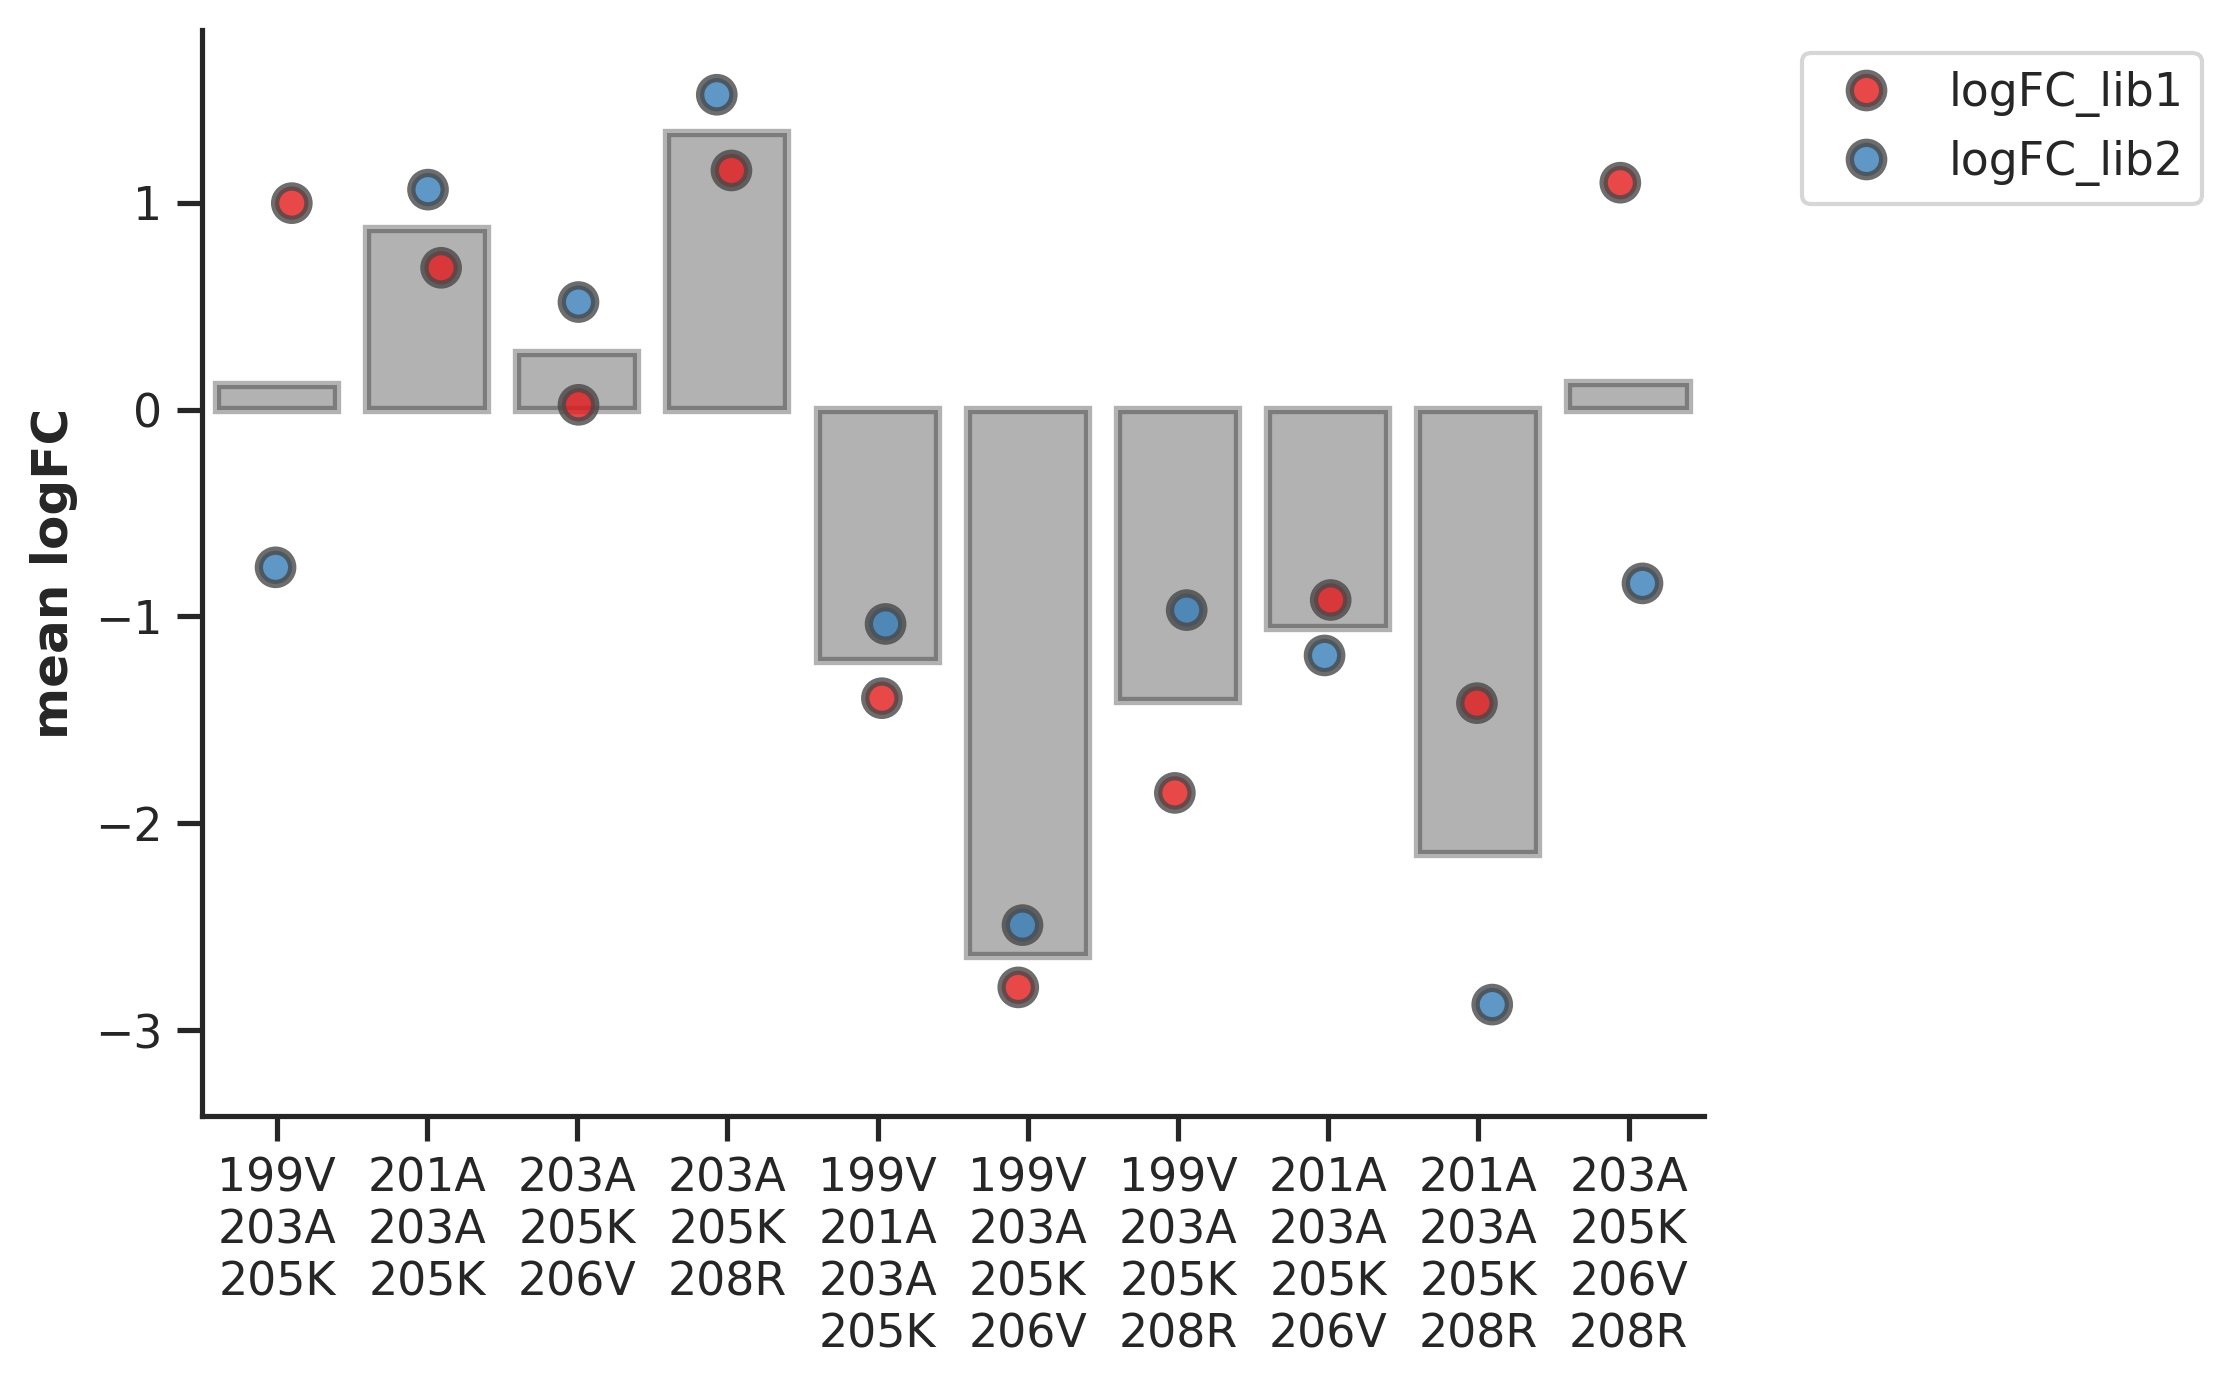 logFC_lib1
logFC_lib2
mean logFC
1
0
−1
−2
−3
199V 201A 203A 203A 199V 199V 199V 201A 201A 203A
203A 203A 205K 205K 201A 203A 203A 203A 203A 205K
205K 205K 206V 208R 203A 205K 205K 205K 205K 206V
205K 206V 208R 206V 208R 208R